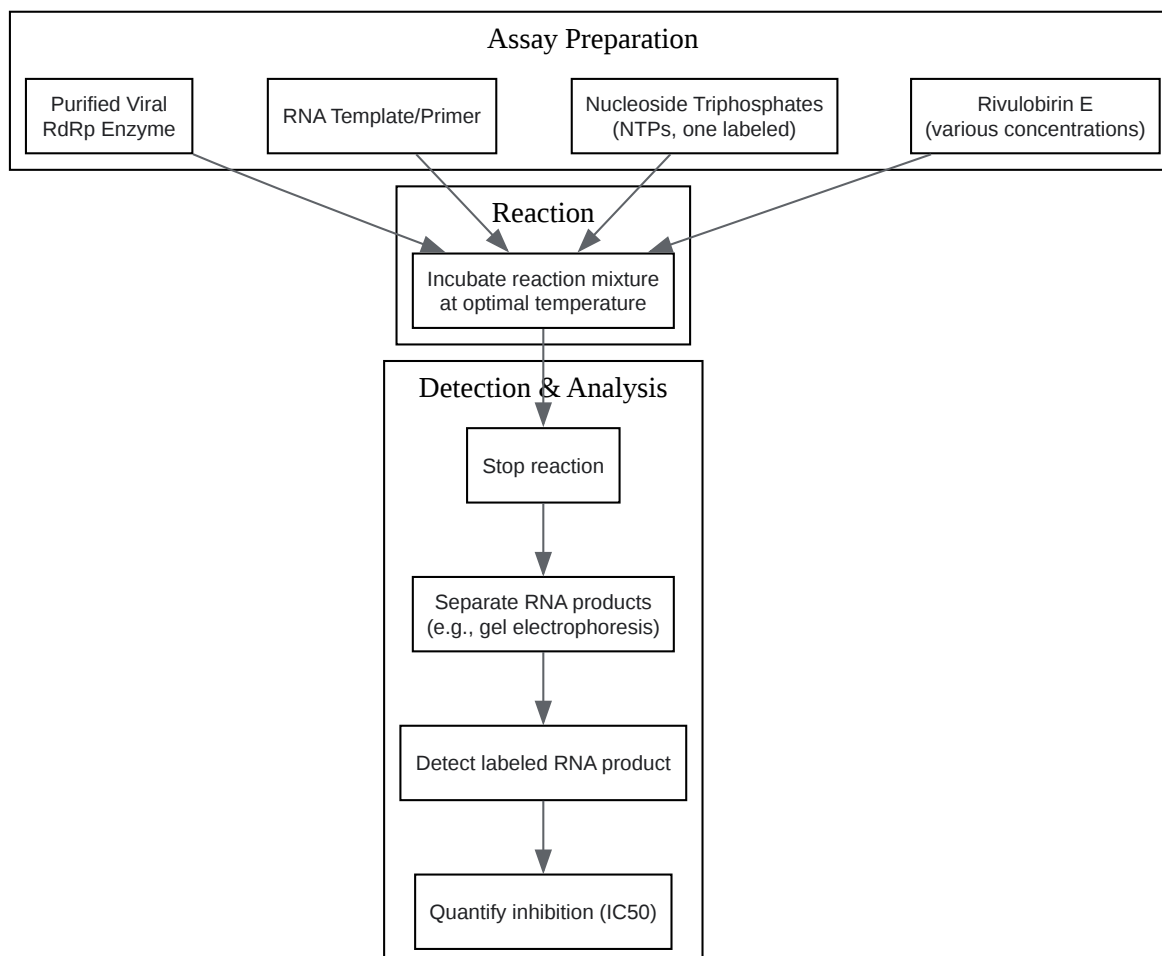 Assay Preparation
Purified Viral
RdRp Enzyme
RNA Template/Primer
Nucleoside Triphosphates
(NTPs, one labeled)
Rivulobirin E
(various concentrations)
Reaction
Incubate reaction mixture
at optimal temperature
Detection & Analysis
Stop reaction
Separate RNA products
(e.g., gel electrophoresis)
Detect labeled RNA product
Quantify inhibition (IC50)